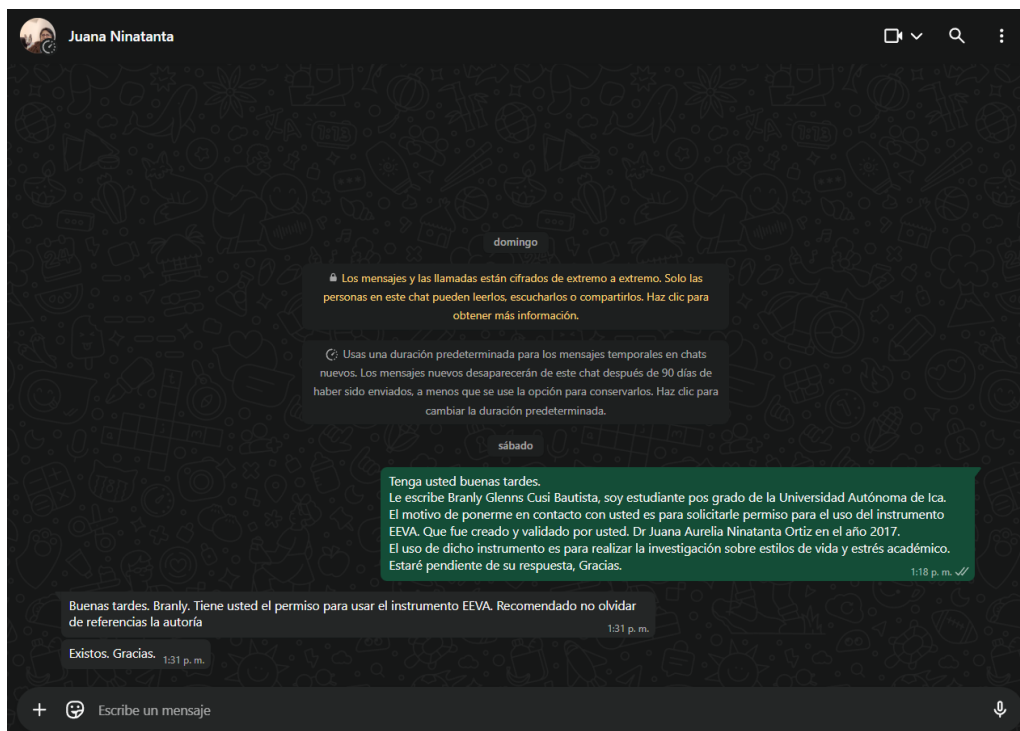 Juana Ninatanta
domingo
Los mensajes y las llamadas están cifrados de extremo a extremo. Solo las
personas en este chat pueden leerlos, escucharlos o compartirlos. Haz clic para
obtener más información.
Usas una duración predeterminada para los mensajes temporales en chats
nuevos. Los mensajes nuevos desaparecerán de este chat después de 90 días de
haber sido enviados, a menos que se use la opción para conservarlos. Haz clic para
cambiar la duración predeterminada.
sábado
Tenga usted buenas tardes.
Le escribe Branly Glenns Cusi Bautista, soy estudiante pos grado de la Universidad Autónoma de Ica.
El motivo de ponerme en contacto con usted es para solicitarle permiso para el uso del instrumento
EEVA. Que fue creado y validado por usted. Dr Juana Aurelia Ninatanta Ortiz en el año 2017.
El uso de dicho instrumento es para realizar la investigación sobre estilos de vida y estrés académico.
Estaré pendiente de su respuesta, Gracias.
1:18 p. m.
Buenas tardes. Branly. Tiene usted el permiso para usar el instrumento EEVA. Recomendado no olvidar
de referencias la autoría
1:31 p. m.
Existos. Gracias. 1:31 p. m.
Escribe un mensaje